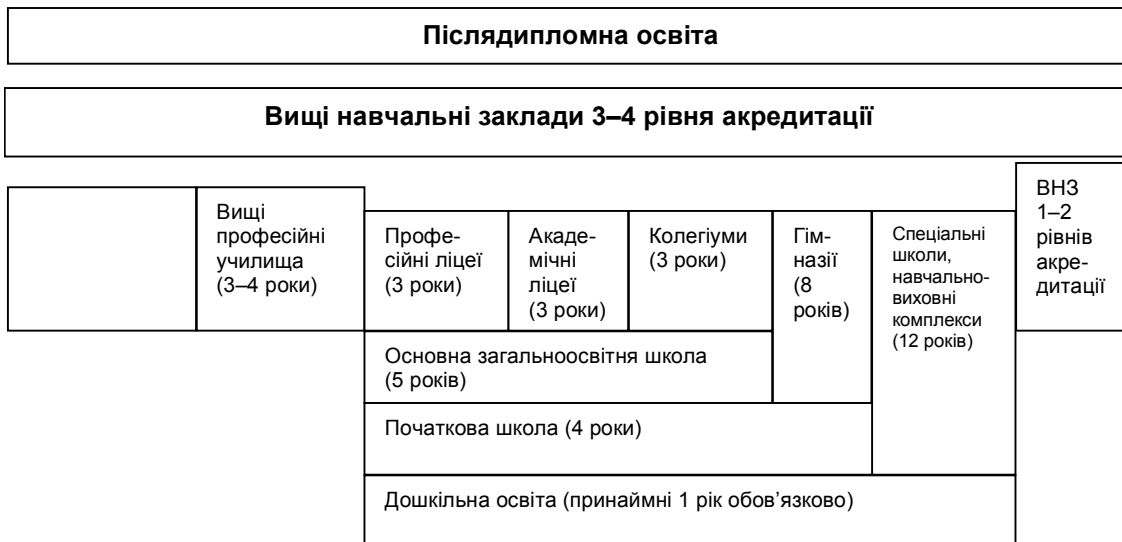 Післядипломна освіта
Вищі навчальні заклади 3–4 рівня акредитації
Вищі
професійні
училища
(3–4 роки)
Профе-
сійні ліцеї
(3 роки)
Акаде-
мічні
ліцеї
(3 роки)
Колегіуми
(3 роки)
Гім-
назії
(8
років)
Спеціальні
школи,
навчально-
виховні
комплекси
(12 років)
ВНЗ
1–2
рівнів
акре-
дитації
Основна загальноосвітня школа
(5 років)
Початкова школа (4 роки)
Дошкільна освіта (принаймні 1 рік обов’язково)